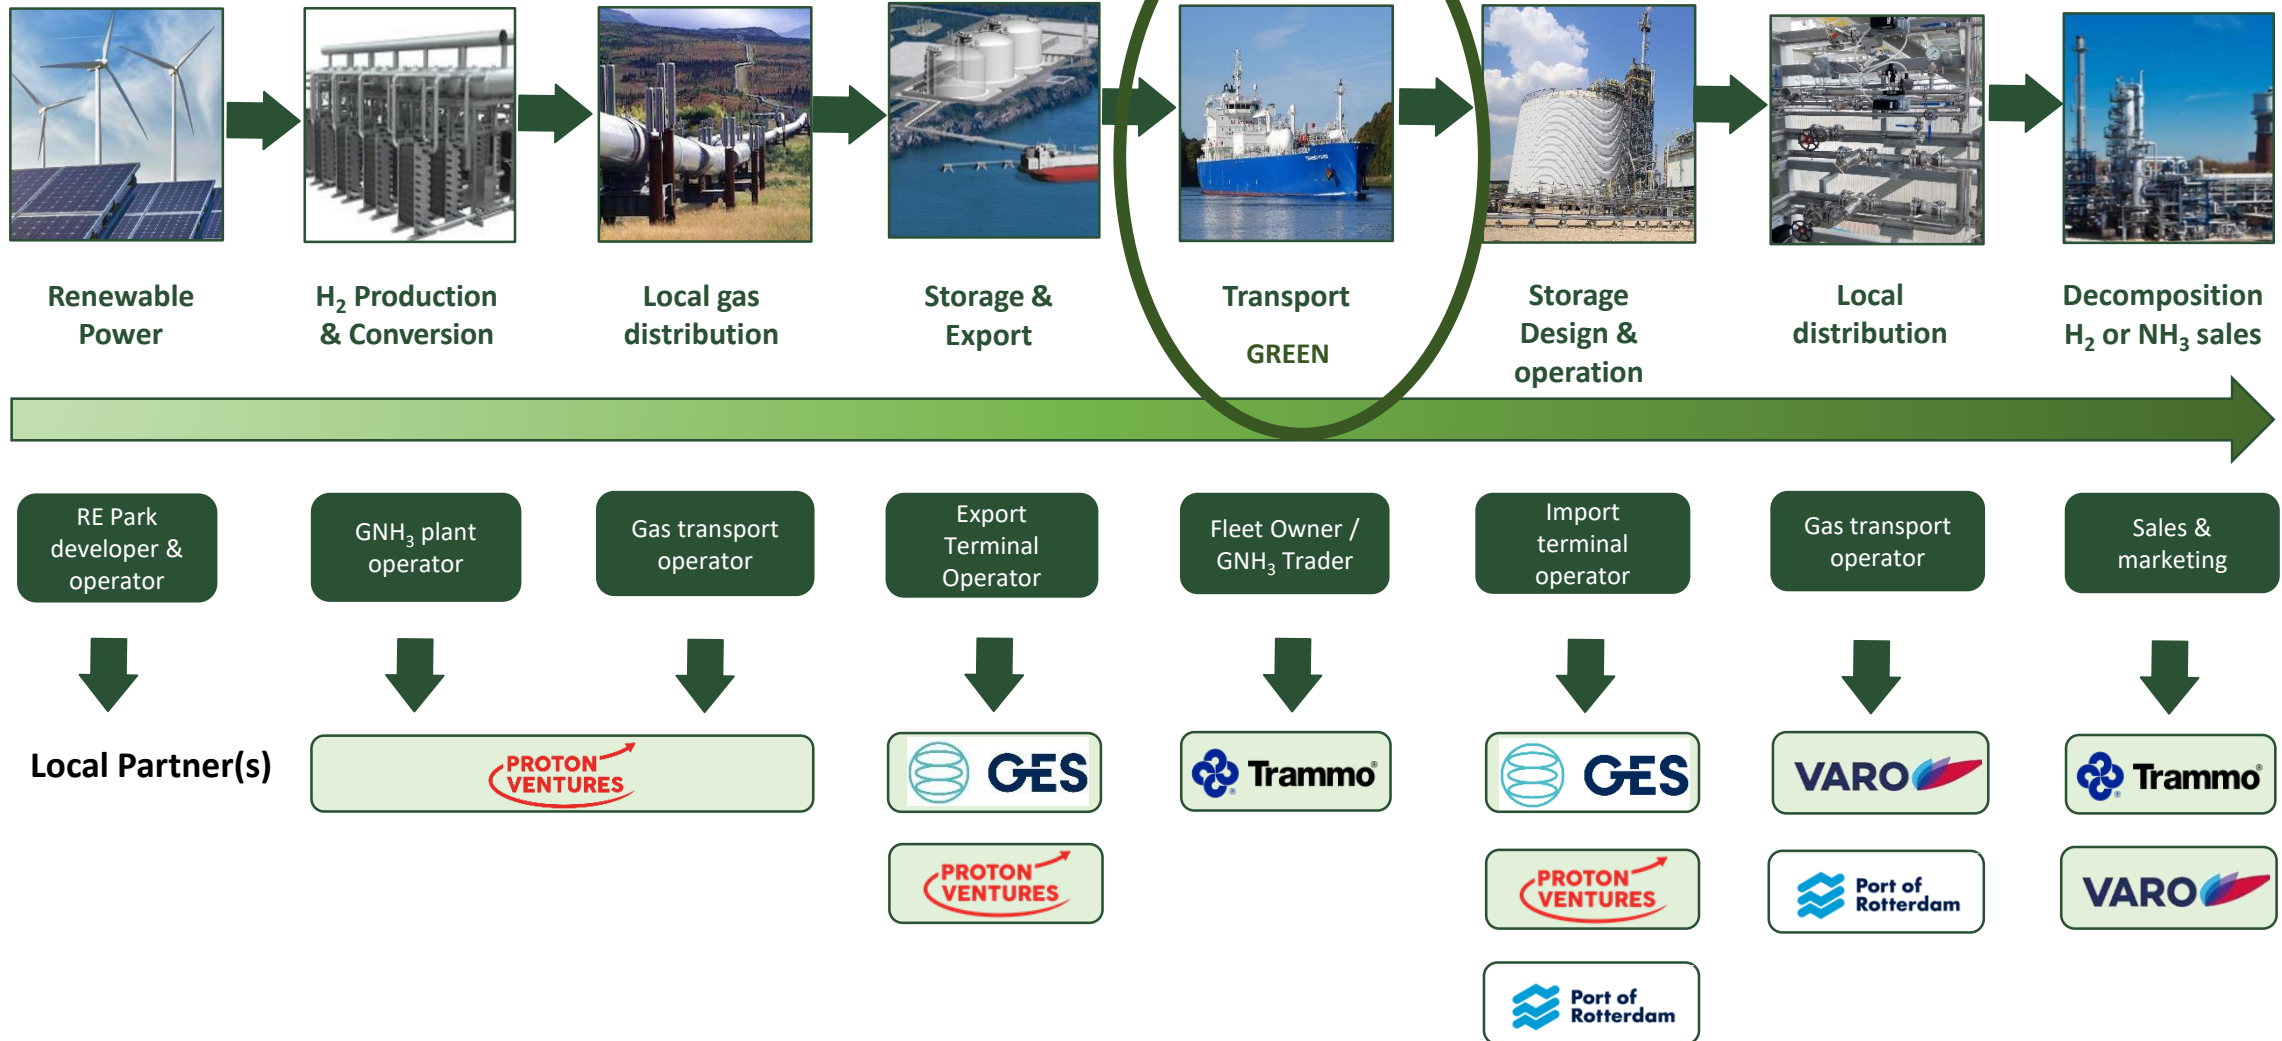 Renewable
Power
H₂ Production
& Conversion
Local gas
distribution
Storage &
Export
Transport
GREEN
Storage
Design &
operation
Local
distribution
Decomposition
H₂ or NH₃ sales
RE Park
developer &
operator
GNH₃ plant
operator
Gas transport
operator
Export
Terminal
Operator
Fleet Owner /
GNH₃ Trader
Import
terminal
operator
Gas transport
operator
Sales &
marketing
Local Partner(s)
PROTON
VENTURES
GES
Trammo®
GES
VARO
Trammo®
PROTON
VENTURES
PROTON
VENTURES
Port of
Rotterdam
VARO
Port of
Rotterdam